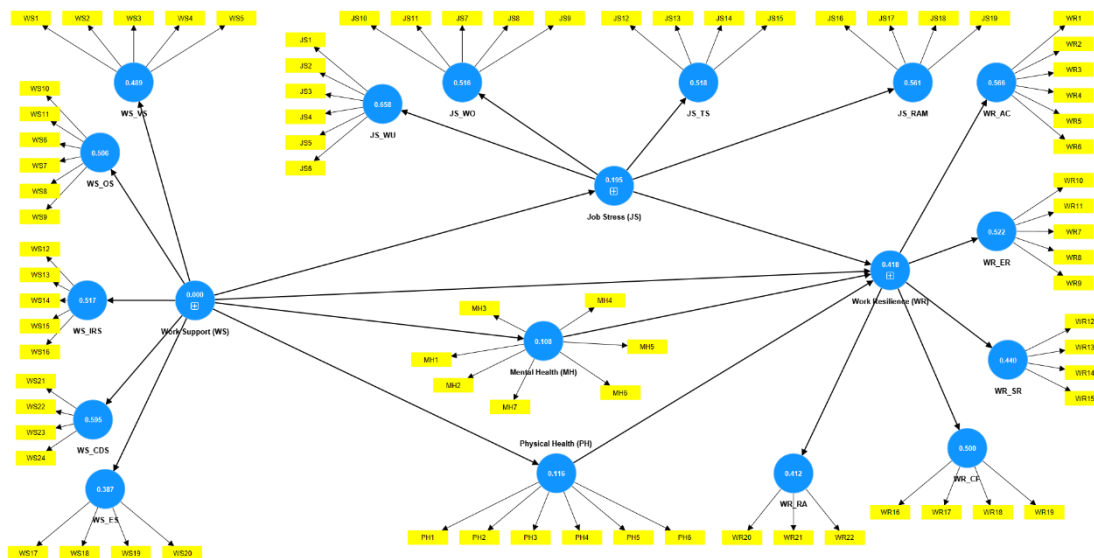 WS1 WS2 WS3 WS4 WS5
0.489
WS_VS
JS10 JS11 JS7 JS8 JS9
0.516
JS_WO
JS12 JS13 JS14 JS15
0.518
JS_TS
JS16 JS17 JS18 JS19
0.561
JS_RAM
WR1
WR2
WR3
WR4
WR5
WR6
0.566
WR_AC
JS1
JS2
JS3
JS4
JS5
JS6
0.658
JS_WU
WS10
WS11
WS6
WS7
WS8
WS9
0.506
WS_OS
0.195
Job Stress (JS)
WR10
WR11
WR7
WR8
WR9
0.522
WR_ER
WS12
WS13
WS14
WS15
WS16
0.517
WS_IRS
0.000
Work Support (WS)
0.418
Work Resilience (WR)
MH3
MH4
MH1
MH5
MH2
MH6
MH7
0.108
Mental Health (MH)
WR12
WR13
WR14
WR15
0.440
WR_SR
WS21
WS22
WS23
WS24
0.595
WS_CDS
Physical Health (PH)
0.115
PH1 PH2 PH3 PH4 PH5 PH6
0.412
WR_RA
WR20 WR21 WR22
0.500
WR_CF
WR16 WR17 WR18 WR19
0.387
WS_ES
WS17 WS18 WS19 WS20